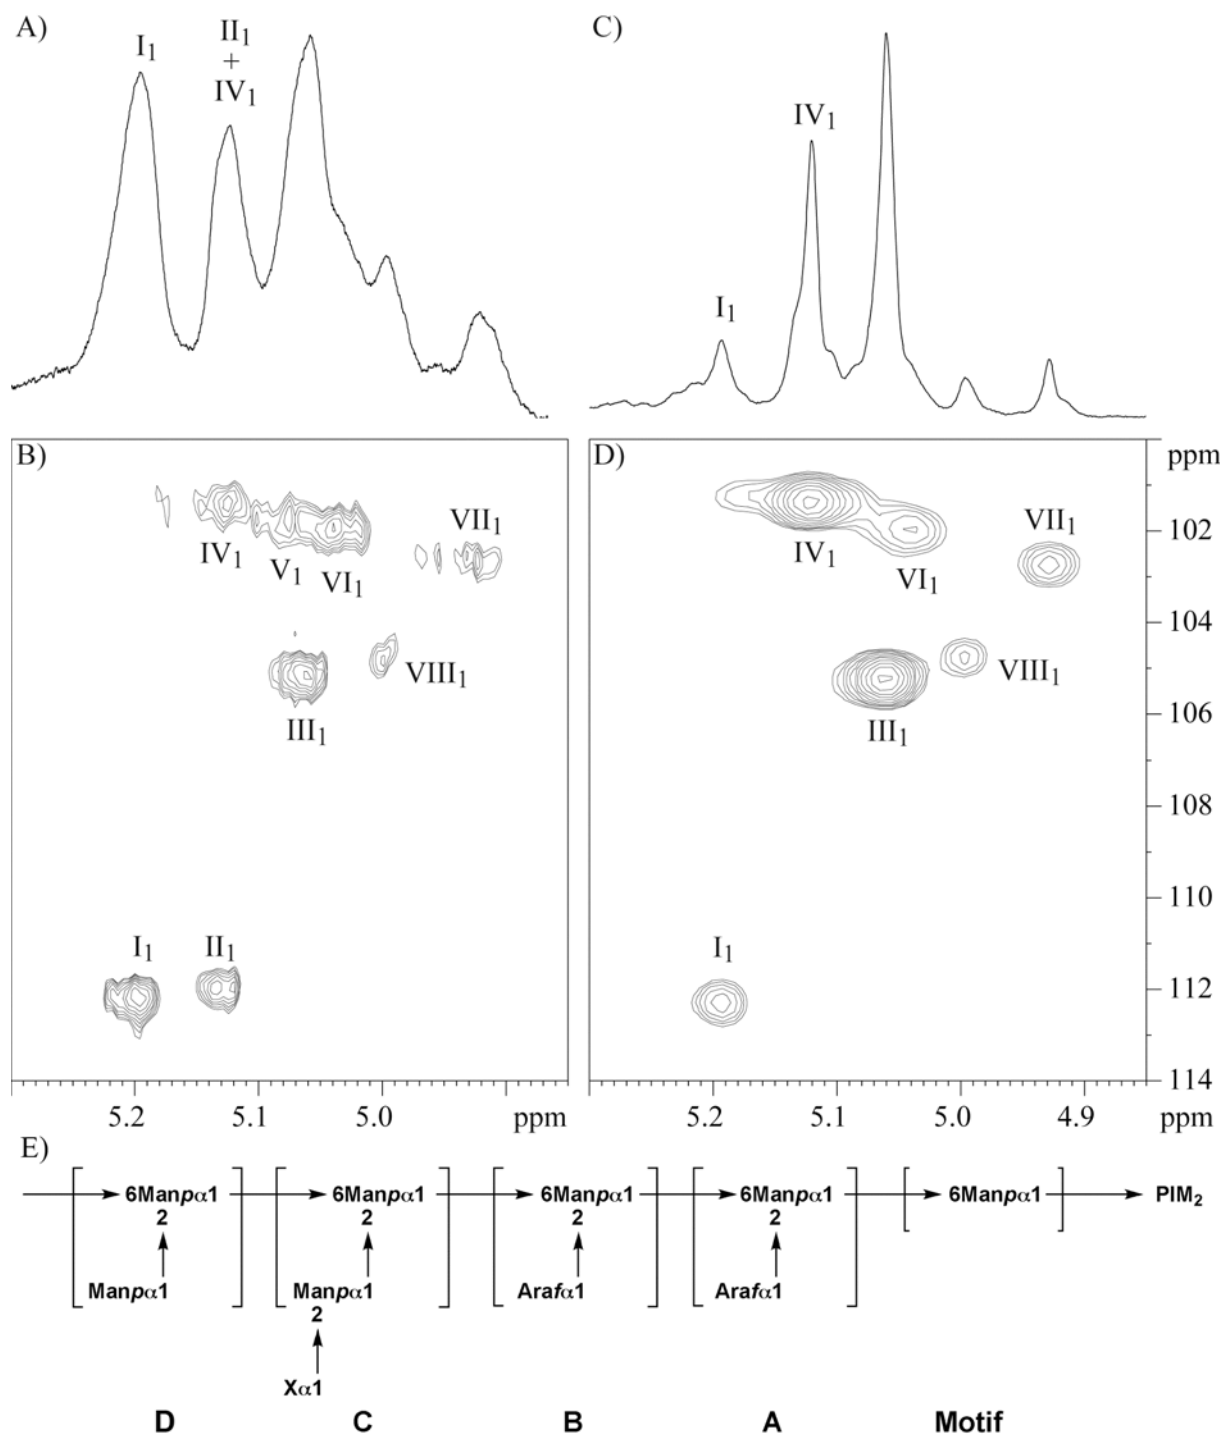 A)
I1
II1
+
IV1
C)
IV1
I1
B)
IV1
V1
VI1
VII1
VIII1
III1
I1
II1
D)
IV1
VI1
VII1
VIII1
III1
I1
ppm
102
104
106
108
110
112
114
5.2
5.1
5.0
ppm
5.2
5.1
5.0
4.9
ppm
E)
6Manpα1
6Manpα1
6Manpα1
6Manpα1
6Manpα1
PIM2
2
2
2
2
Manpα1
Manpα1
Arafα1
Arafα1
2
Xα1
D
C
B
A
Motif